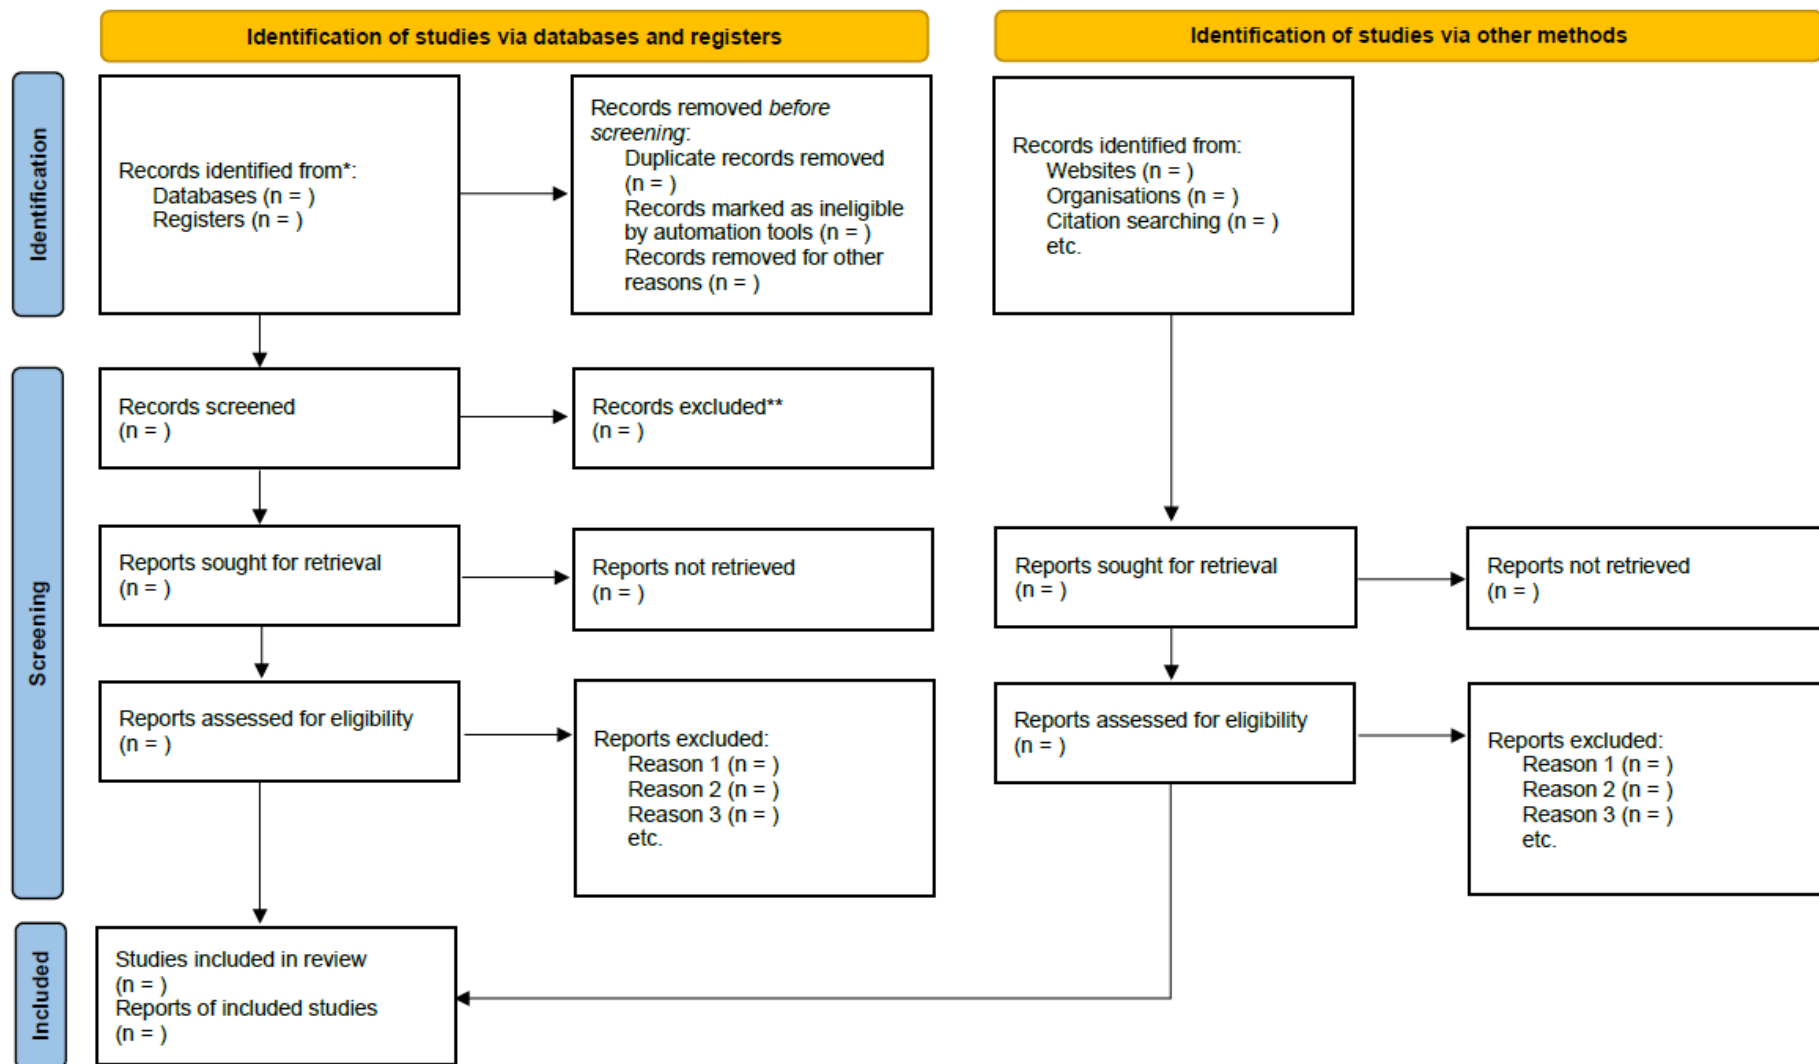 Identification of studies via databases and registers
Identification of studies via other methods
Identification
Records identified from*:
Databases (n = )
Registers (n = )
Records removed before
screening:
Duplicate records removed
(n = )
Records marked as ineligible
by automation tools (n = )
Records removed for other
reasons (n = )
Records identified from:
Websites (n = )
Organisations (n = )
Citation searching (n = )
etc.
Screening
Records screened
(n = )
Records excluded**
(n = )
Reports sought for retrieval
(n = )
Reports not retrieved
(n = )
Reports sought for retrieval
(n = )
Reports not retrieved
(n = )
Reports assessed for eligibility
(n = )
Reports excluded:
Reason 1 (n = )
Reason 2 (n = )
Reason 3 (n = )
etc.
Reports assessed for eligibility
(n = )
Reports excluded:
Reason 1 (n = )
Reason 2 (n = )
Reason 3 (n = )
etc.
Included
Studies included in review
(n = )
Reports of included studies
(n = )